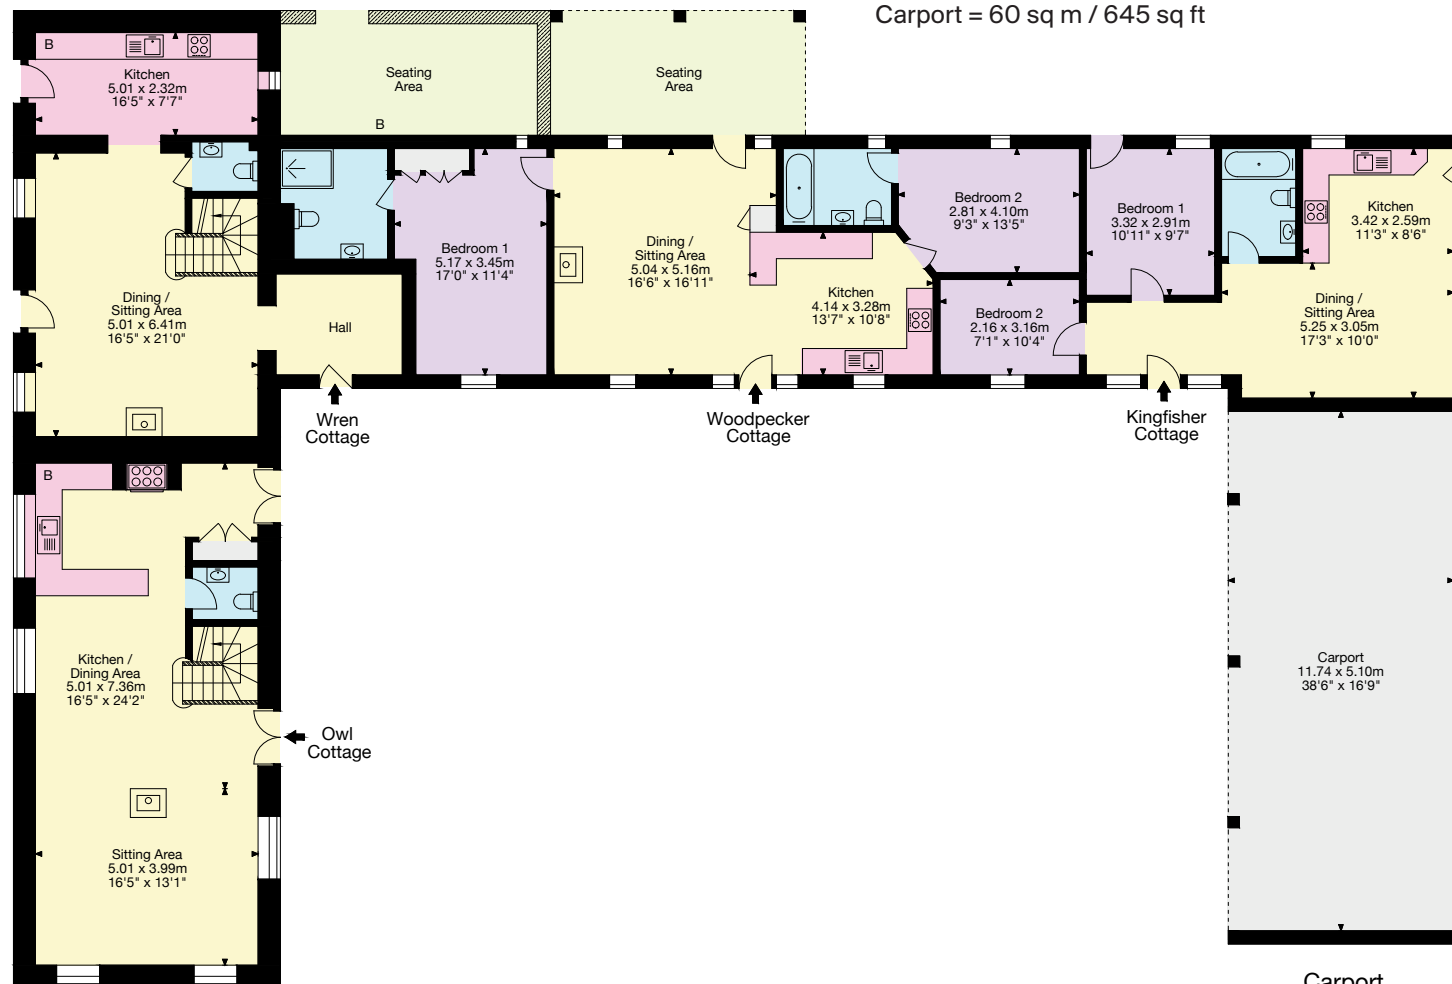 Carport = 60 sq m / 645 sq ft
B
Kitchen
5.01 x 2.32m
16'5" x 7'7"
Seating
Area
B
Seating
Area
Dining /
Sitting Area
5.01 x 6.41m
16'5" x 21'0"
Hall
Bedroom 1
5.17 x 3.45m
17'0" x 11'4"
Dining /
Sitting Area
5.04 x 5.16m
16'6" x 16'11"
Kitchen
4.14 x 3.28m
13'7" x 10'8"
Bedroom 2
2.81 x 4.10m
9'3" x 13'5"
Bedroom 2
2.16 x 3.16m
7'1" x 10'4"
Bedroom 1
3.32 x 2.91m
10'11" x 9'7"
Kitchen
3.42 x 2.59m
11'3" x 8'6"
Dining /
Sitting Area
5.25 x 3.05m
17'3" x 10'0"
Wren
Cottage
Woodpecker
Cottage
Kingfisher
Cottage
B
Kitchen /
Dining Area
5.01 x 7.36m
16'5" x 24'2"
Owl
Cottage
Sitting Area
5.01 x 3.99m
16'5" x 13'1"
Carport
11.74 x 5.10m
38'6" x 16'9"
Carport